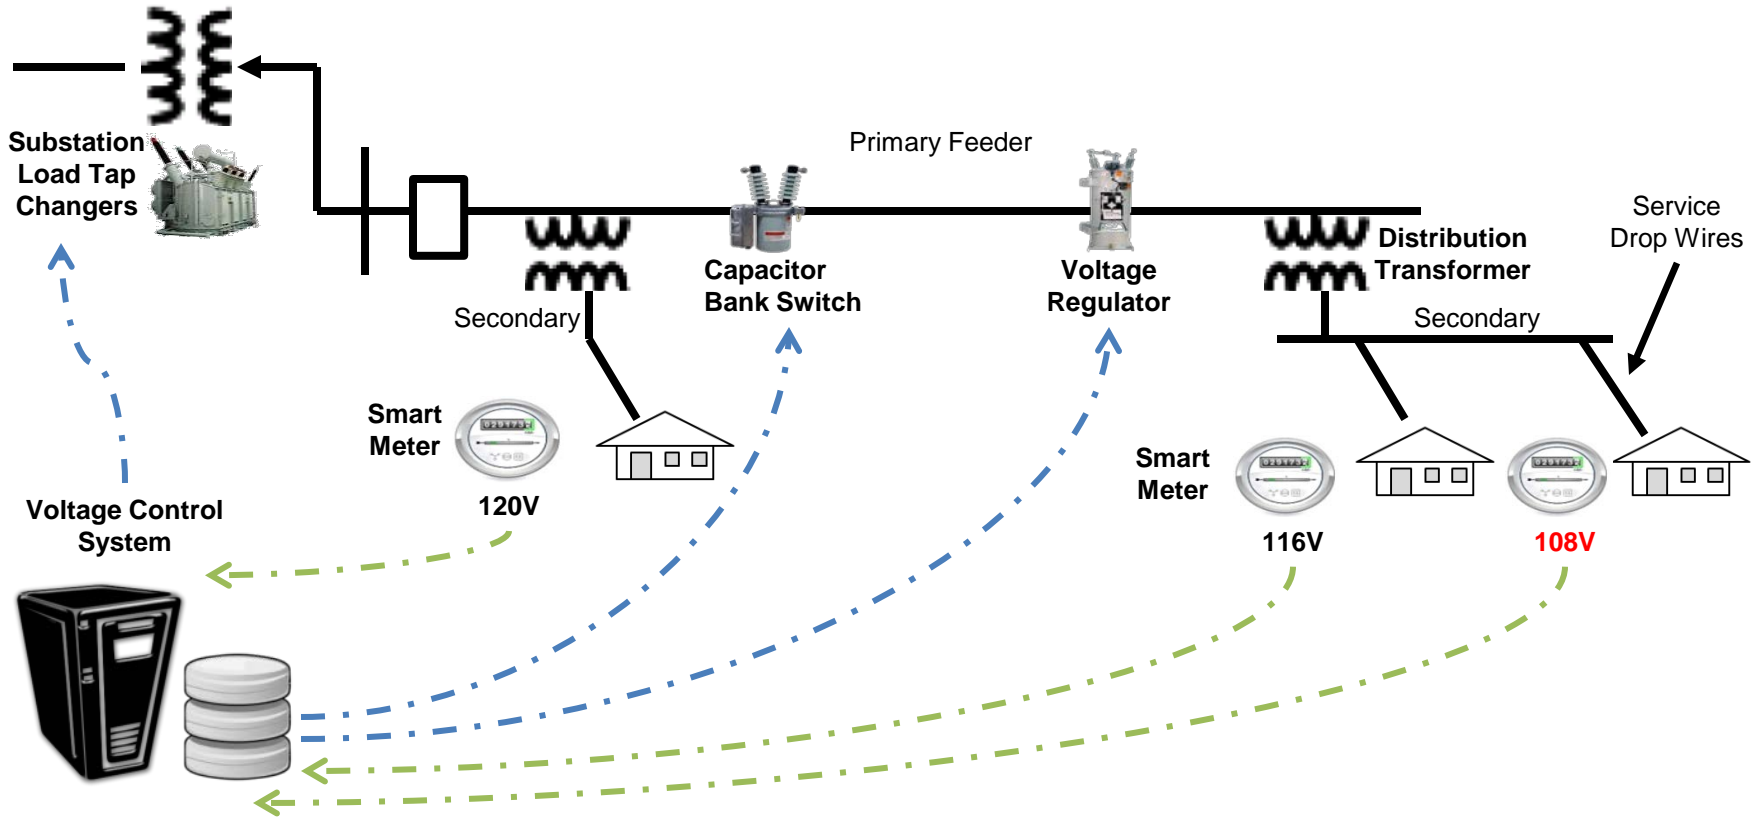 Substation
Load Tap
Changers
Primary Feeder
Service
Drop Wires
Distribution
Transformer
Capacitor
Bank Switch
Voltage
Regulator
Secondary
Secondary
Smart
Meter
120V
Smart
Meter
116V
108V
Voltage Control
System